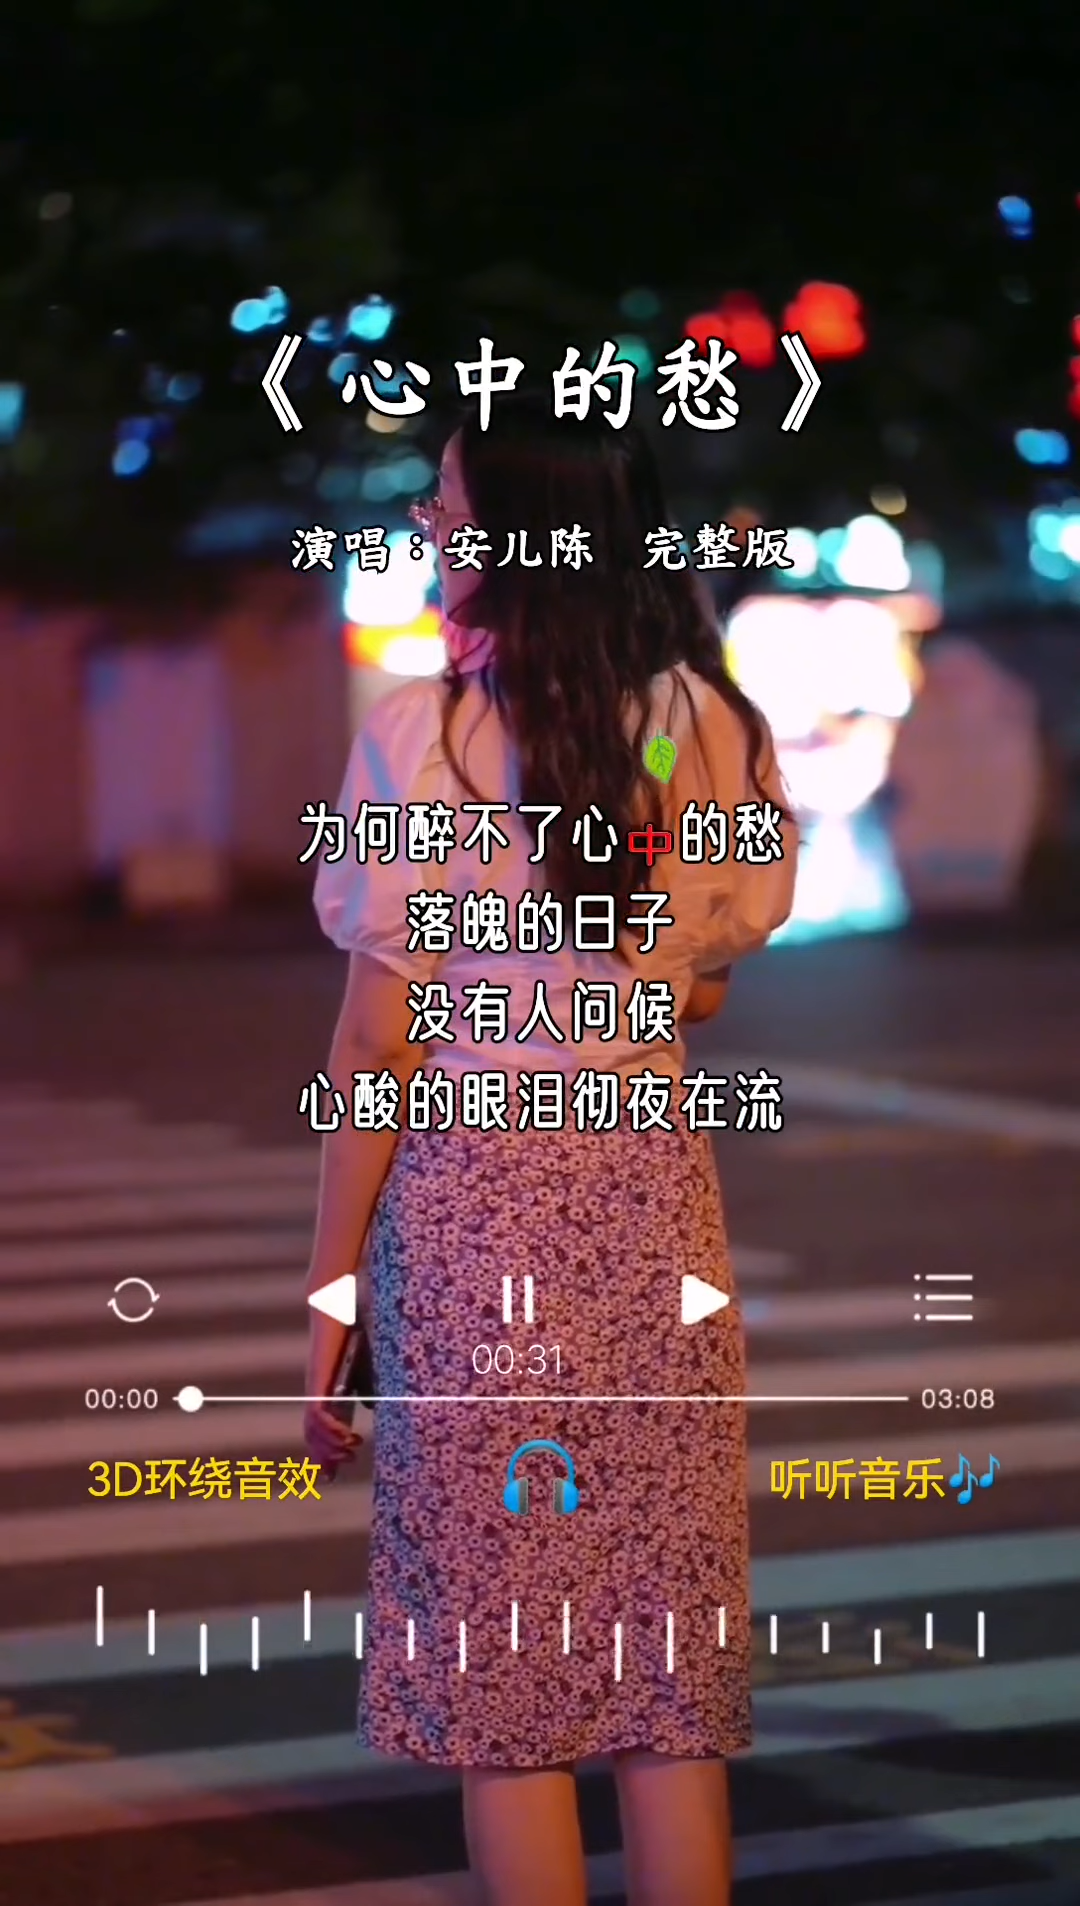 《心中的愁》
演唱：安儿陈 完整版
为何醉不了心中的愁
落魄的日子
没有人问候
心酸的眼泪彻夜在流
00:31
00:00 03:08
3D环绕音效 听听音乐